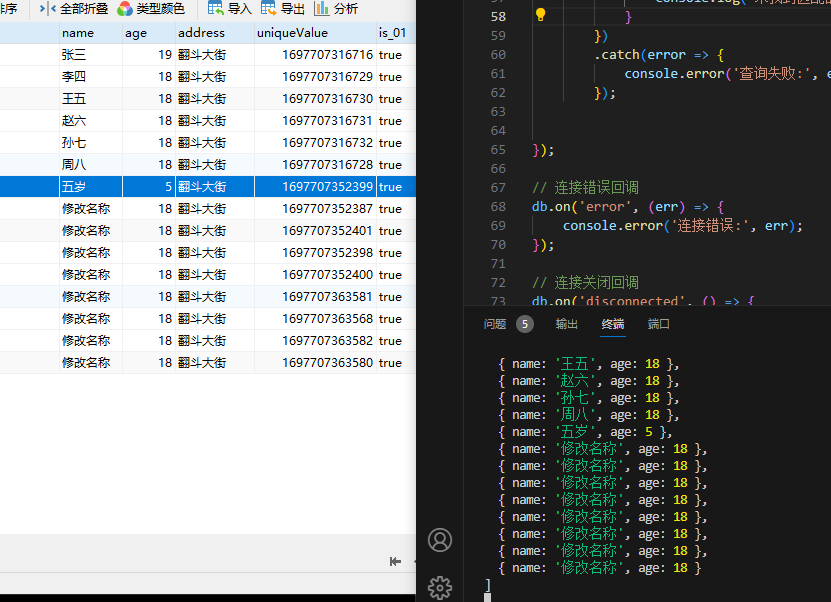 排序 全部折叠 类型颜色 导入 导出 分析
name age address uniqueValue is_01
张三 19 翻斗大街 1697707316716 true
李四 18 翻斗大街 1697707316729 true
王五 18 翻斗大街 1697707316730 true
赵六 18 翻斗大街 1697707316731 true
孙七 18 翻斗大街 1697707316732 true
周八 18 翻斗大街 1697707316728 true
五岁 5 翻斗大街 1697707352399 true
修改名称 18 翻斗大街 1697707352387 true
修改名称 18 翻斗大街 1697707352401 true
修改名称 18 翻斗大街 1697707352398 true
修改名称 18 翻斗大街 1697707352400 true
修改名称 18 翻斗大街 1697707363581 true
修改名称 18 翻斗大街 1697707363568 true
修改名称 18 翻斗大街 1697707363582 true
修改名称 18 翻斗大街 1697707363580 true
58 }
59 })
60 .catch(error => {
61 console.error('查询失败:', e
62 });
63
64
65 });
66
67 // 连接错误回调
68 db.on('error', (err) => {
69 console.error('连接错误:', err);
70 });
71
72 // 连接关闭回调
73 db.on('disconnected', () => {
问题 5 输出 终端 端口
{ name: '王五', age: 18 },
{ name: '赵六', age: 18 },
{ name: '孙七', age: 18 },
{ name: '周八', age: 18 },
{ name: '五岁', age: 5 },
{ name: '修改名称', age: 18 },
{ name: '修改名称', age: 18 },
{ name: '修改名称', age: 18 },
{ name: '修改名称', age: 18 },
{ name: '修改名称', age: 18 },
{ name: '修改名称', age: 18 },
{ name: '修改名称', age: 18 },
{ name: '修改名称', age: 18 }
]